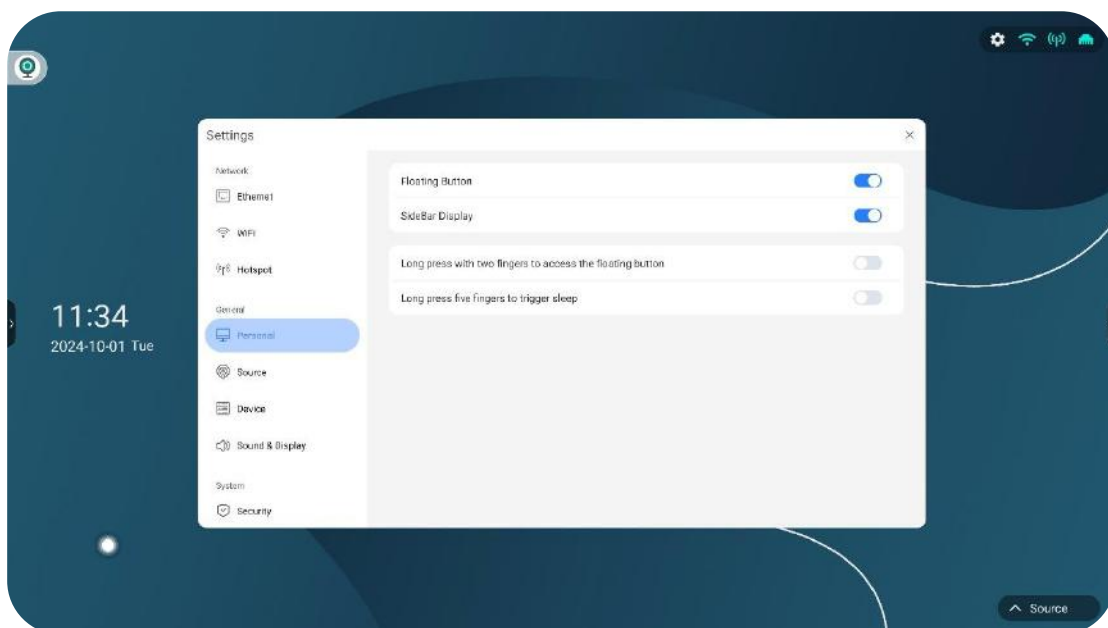 Settings
Network
Ethernet
WIFI
Hotspot
General
Personal
Source
Device
Sound & Display
System
Security
Floating Button
SideBar Display
Long press with two fingers to access the floating button
Long press five fingers to trigger sleep
11:34
2024-10-01 Tue
Source